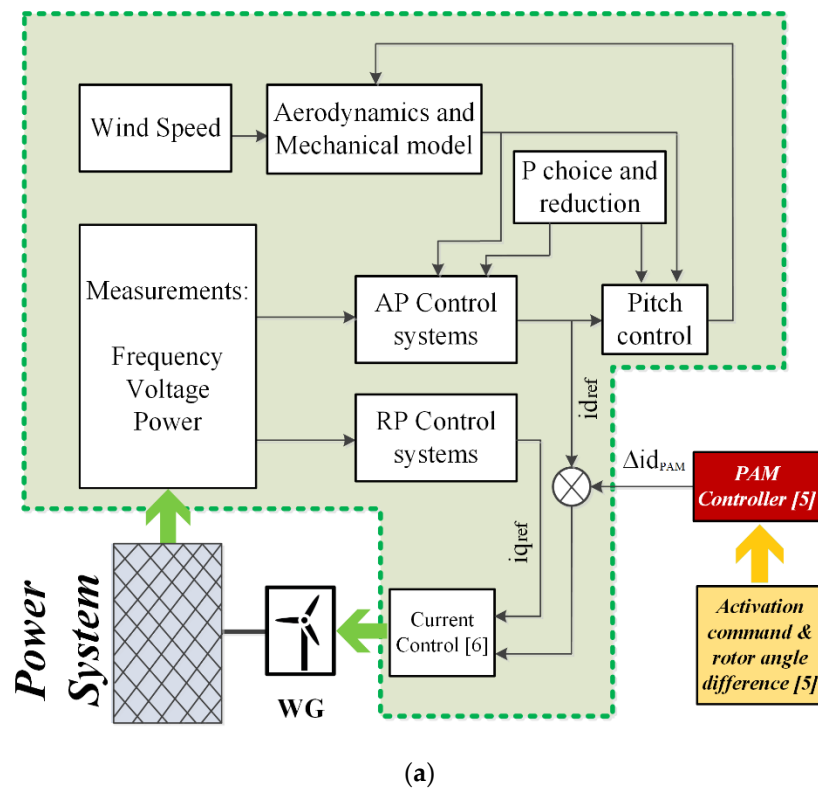 Wind Speed
Aerodynamics and
Mechanical model
P choice and
reduction
Measurements:
Frequency
Voltage
Power
AP Control
systems
Pitch
control
RP Control
systems
idref
iqref
ΔidPAM
PAM
Controller [5]
Activation
command &
rotor angle
difference [5]
Current
Control [6]
Power
System
WG
(a)